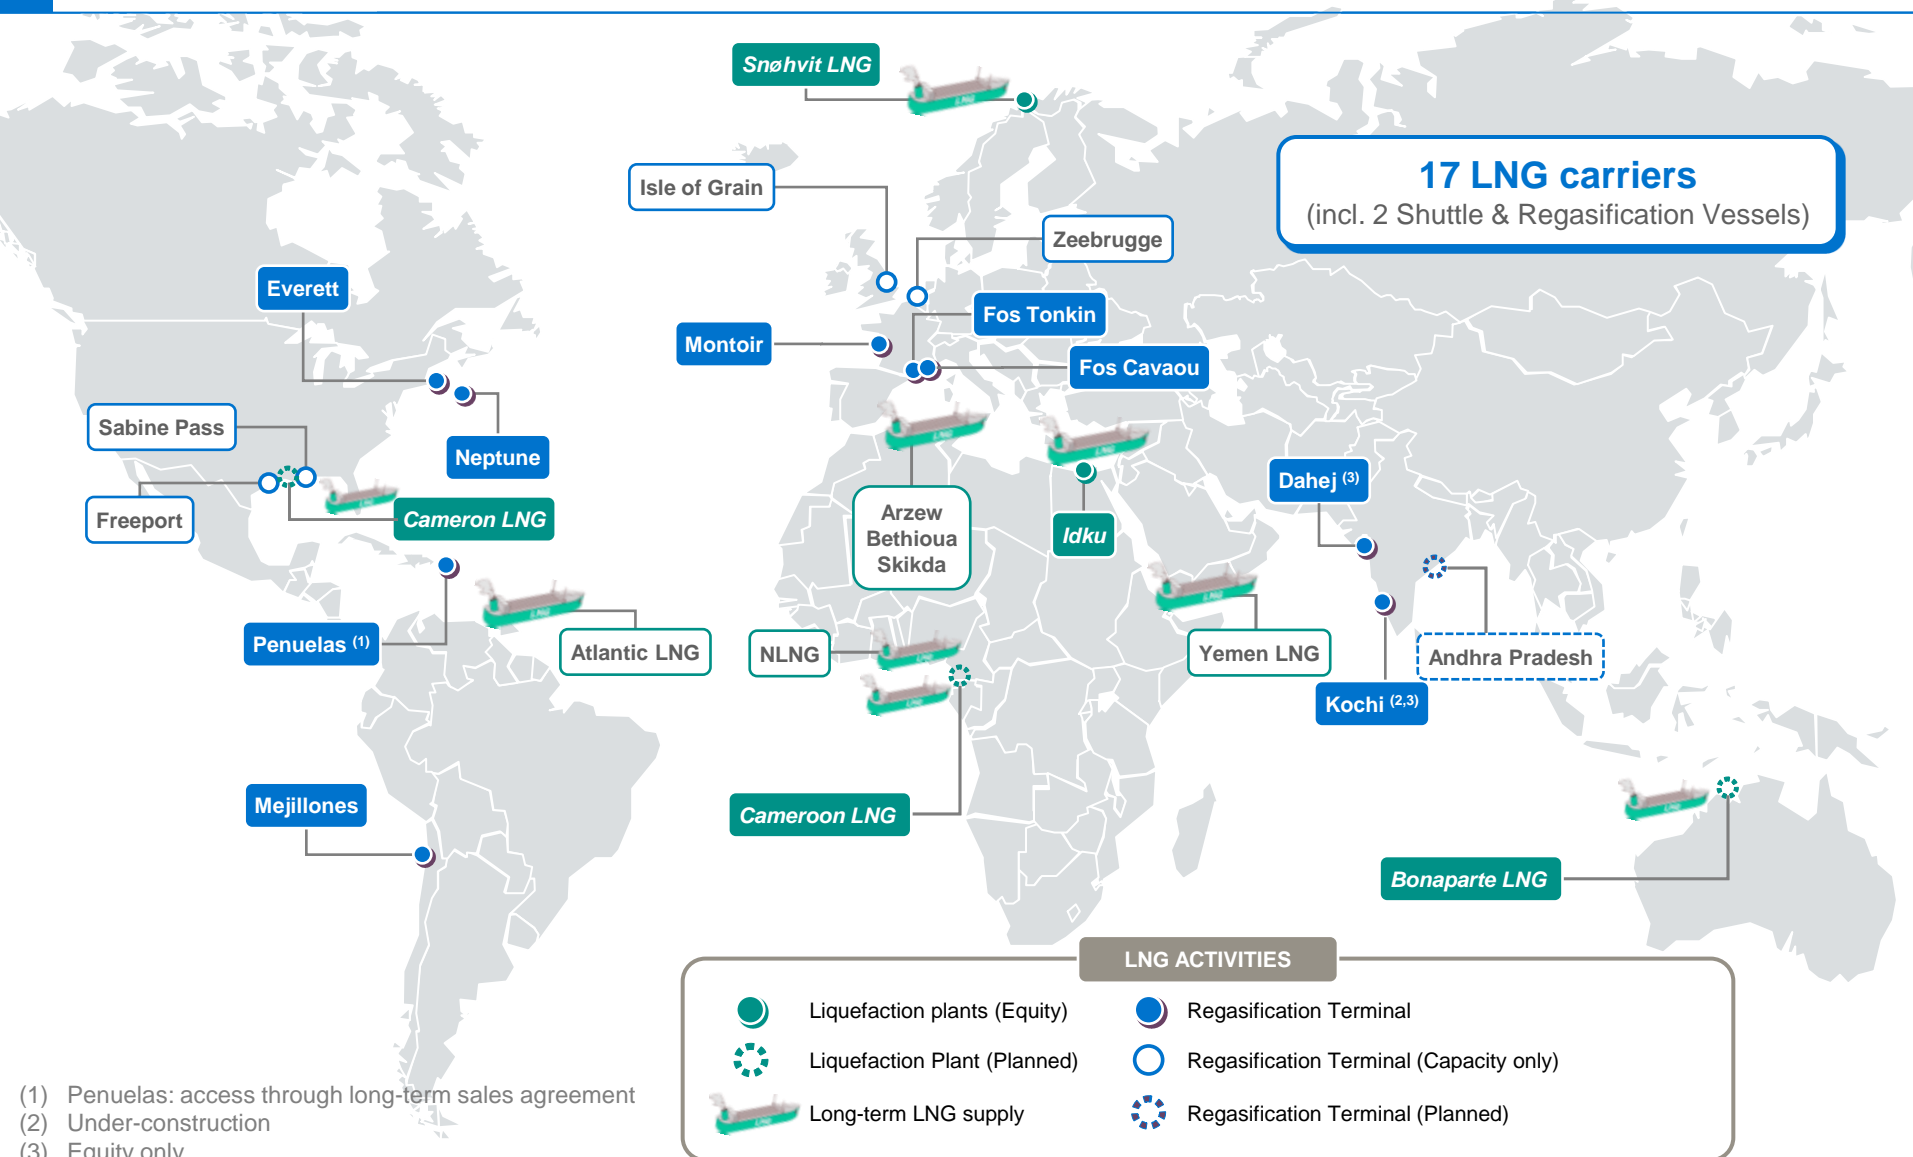 Snøhvit LNG
17 LNG carriers
(incl. 2 Shuttle & Regasification Vessels)
Isle of Grain
Zeebrugge
Everett
Fos Tonkin
Montoir
Fos Cavaou
Sabine Pass
Neptune
Dahej (3)
Freeport
Cameron LNG
Arzew
Bethioua
Skikda
Idku
Penuelas (1)
Atlantic LNG
NLNG
Yemen LNG
Andhra Pradesh
Kochi (2,3)
Mejillones
Cameroon LNG
Bonaparte LNG
LNG ACTIVITIES
Liquefaction plants (Equity)
Regasification Terminal
Liquefaction Plant (Planned)
Regasification Terminal (Capacity only)
LNG
Long-term LNG supply
Regasification Terminal (Planned)
(1) Penuelas: access through long-term sales agreement
(2) Under-construction
(3) Equity only